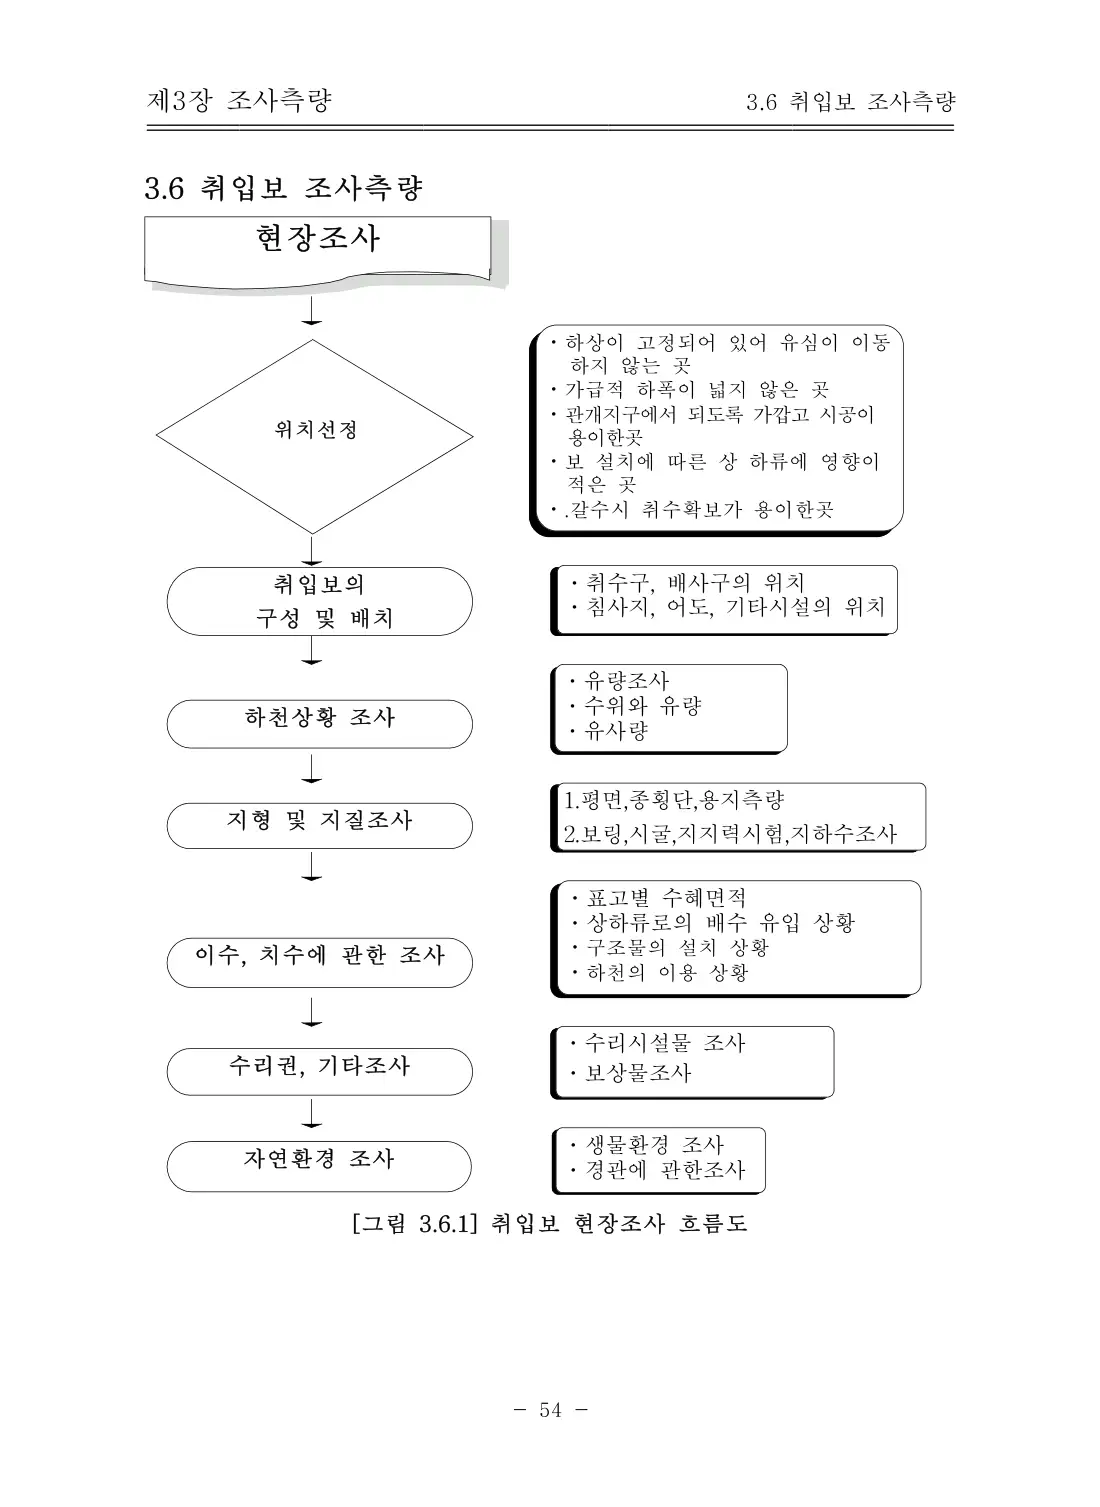 제3장 조사측량
3.6 취입보 조사측량
3.6 취입보 조사측량
현장조사
위치선정
・하상이 고정되어 있어 유심이 이동
하지 않는 곳
・가급적 하폭이 넓지 않은 곳
・관개지구에서 되도록 가깝고 시공이
용이한곳
・보 설치에 따른 상 하류에 영향이
적은 곳
・.갈수시 취수확보가 용이한곳
취입보의
구성 및 배치
・취수구, 배사구의 위치
・침사지, 어도, 기타시설의 위치
하천상황 조사
・유량조사
・수위와 유량
・유사량
지형 및 지질조사
1.평면,종횡단,용지측량
2.보링,시굴,지지력시험,지하수조사
이수, 치수에 관한 조사
・표고별 수혜면적
・상하류로의 배수 유입 상황
・구조물의 설치 상황
・하천의 이용 상황
수리권, 기타조사
・수리시설물 조사
・보상물조사
자연환경 조사
・생물환경 조사
・경관에 관한조사
[그림 3.6.1] 취입보 현장조사 흐름도
- 54 -